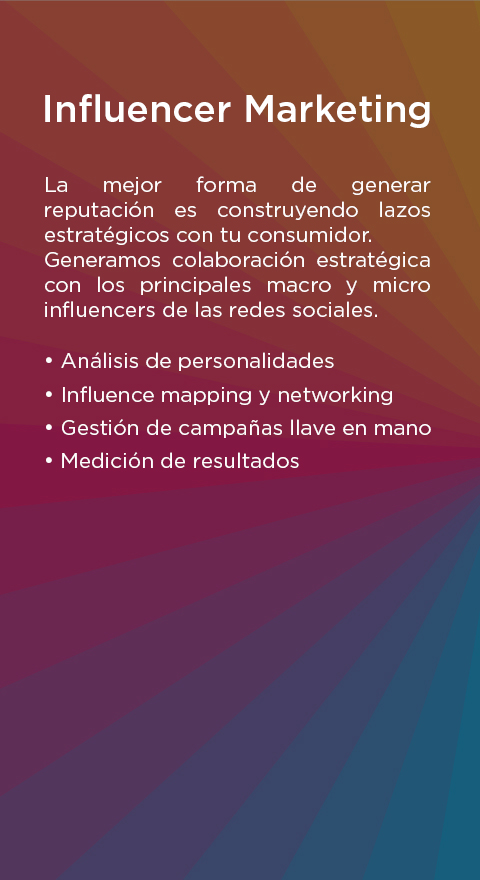 Influencer Marketing
La mejor forma de generar
reputación es construyendo lazos
estratégicos con tu consumidor.
Generamos colaboración estratégica
con los principales macro y micro
influencers de las redes sociales.
• Análisis de personalidades
• Influence mapping y networking
• Gestión de campañas llave en mano
• Medición de resultados